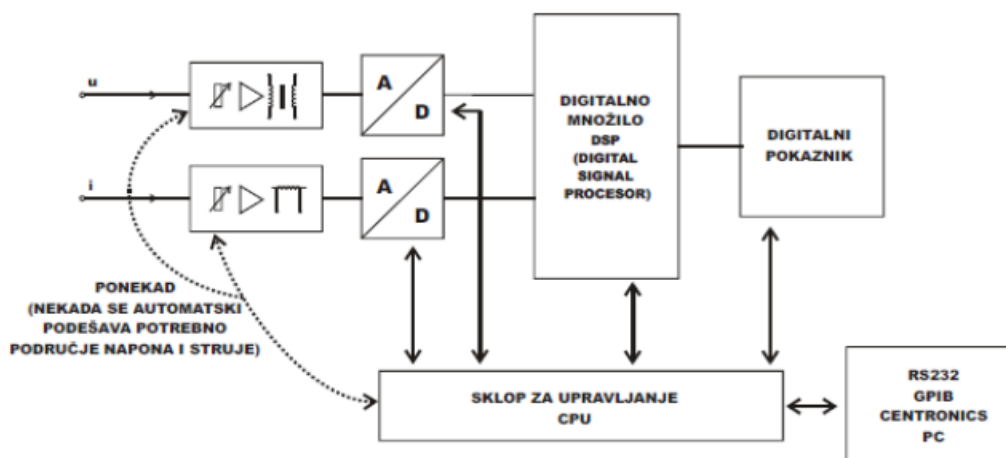 u
A
D
i
A
D
DIGITALNO
MNOŽILO
DSP
(DIGITAL
SIGNAL
PROCESOR)
DIGITALNI
POKAZNIK
PONEKAD
(NEKADA SE AUTOMATSKI
PODEŠAVA POTREBNO
PODRUČJE NAPONA I STRUJE)
SKLOP ZA UPRAVLJANJE
CPU
RS232
GPIB
CENTRONICS
PC